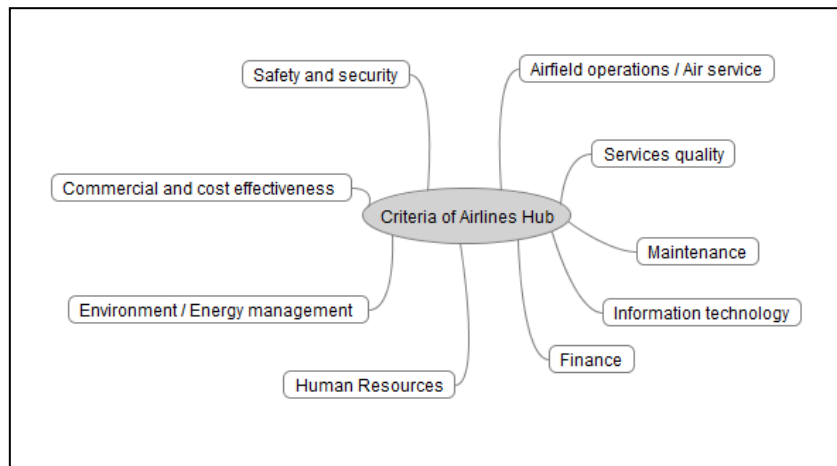 Safety and security
Airfield operations / Air service
Services quality
Commercial and cost effectiveness
Criteria of Airlines Hub
Maintenance
Environment / Energy management
Information technology
Finance
Human Resources